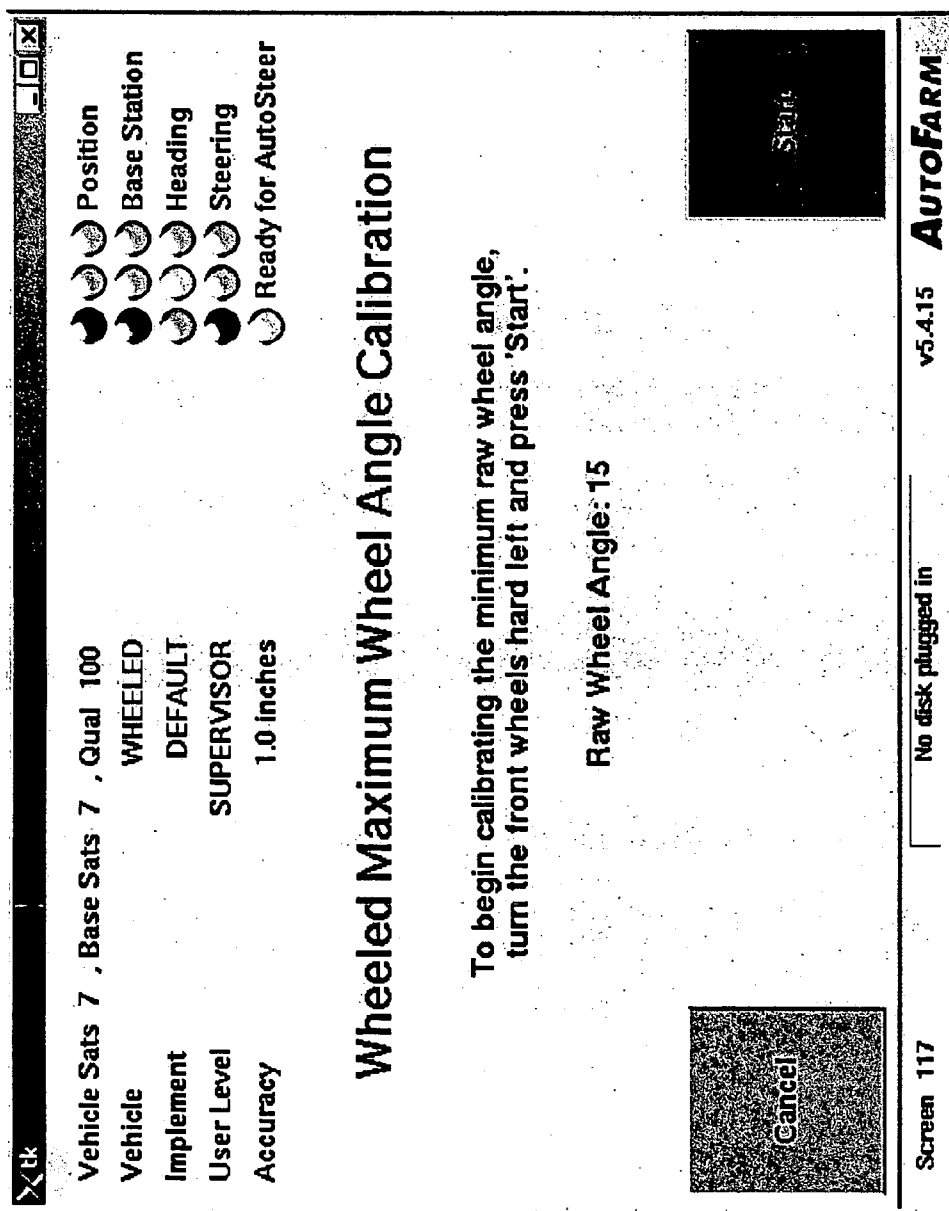 tk
Vehicle Sats 7 , Base Sats 7 , Qual 100
Vehicle WHEELED
Implement DEFAULT
User Level SUPERVISOR
Accuracy 1.0 inches
Position
Base Station
Heading
Steering
Ready for AutoSteer
Wheeled Maximum Wheel Angle Calibration
To begin calibrating the minimum raw wheel angle,
turn the front wheels hard left and press 'Start'.
Raw Wheel Angle: 15
Cancel
Start
Screen 117
No disk plugged in
v5.4.15
AUTOFARM